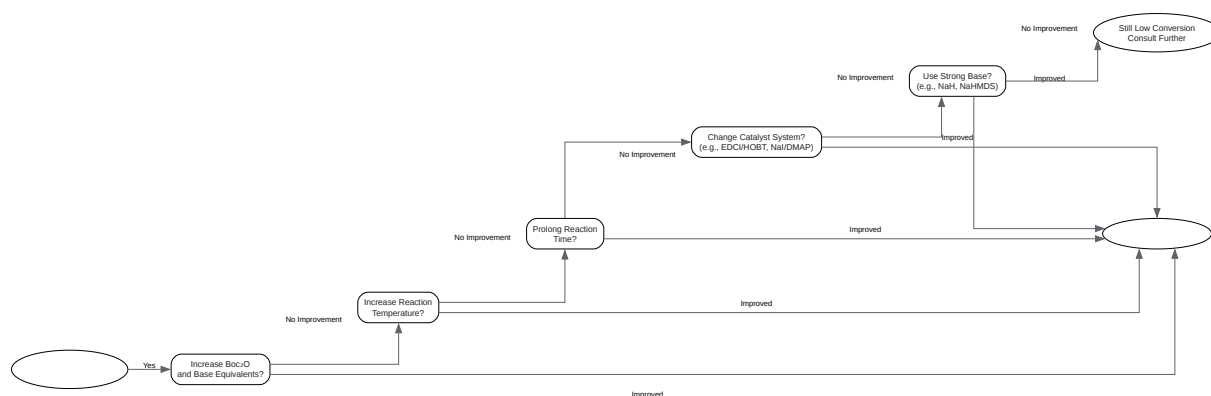 No Improvement
Still Low Conversion
Consult Further
No Improvement
Use Strong Base?
(e.g., NaH, NaHMDS)
Improved
Change Catalyst System?
(e.g., EDCI/HOBT, NaI/DMAP)
Improved
No Improvement
Prolong Reaction
Time?
No Improvement
Improved
Increase Reaction
Temperature?
No Improvement
Improved
Yes
Increase Boc₂O
and Base Equivalents?
Improved